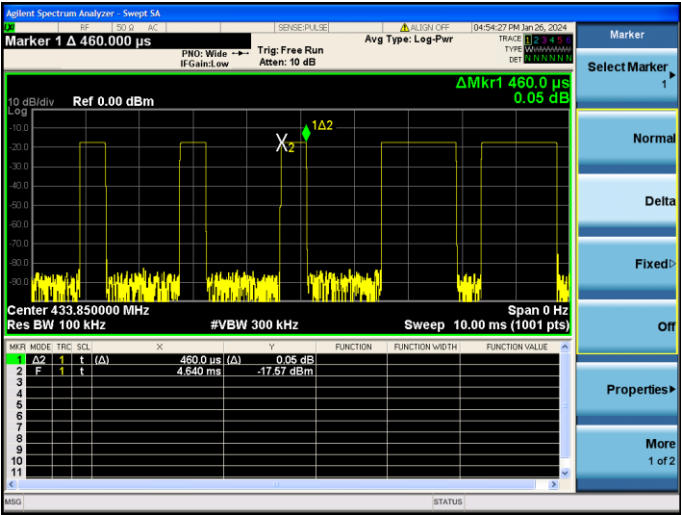 Agilent Spectrum Analyzer - Swept SA
RF 50 Ω AC SENSE:PULSE ALIGN OFF 04:54:27 PM Jan 26, 2024
Marker 1 Δ 460.000 µs
PNO: Wide
IFGain:Low
Trig: Free Run
Atten: 10 dB
Avg Type: Log-Pwr
TRACE 1 2 3 4 5 6
TYPE
DET N N N N N N
ΔMkr1 460.0 µs
0.05 dB
10 dB/div Ref 0.00 dBm
Log
-10.0
-20.0
-30.0
-40.0
-50.0
-60.0
-70.0
-80.0
-90.0
X2
1Δ2
Center 433.850000 MHz Span 0 Hz
Res BW 100 kHz #VBW 300 kHz Sweep 10.00 ms (1001 pts)
MKR MODE TRC SCL X Y FUNCTION FUNCTION WIDTH FUNCTION VALUE
1 Δ2 1 t (Δ) 460.0 µs (Δ) 0.05 dB
2 F 1 t 4.640 ms -17.57 dBm
3
4
5
6
7
8
9
10
11
MSG STATUS
Marker
Select Marker
1
Normal
Delta
Fixed
Off
Properties
More
1 of 2